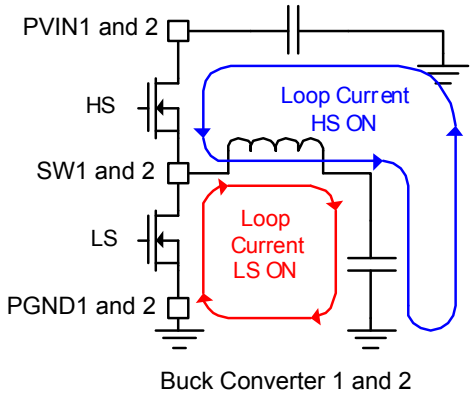 PVIN1 and 2
HS
Loop Current
HS ON
SW1 and 2
LS
Loop
Current
LS ON
PGND1 and 2
Buck Converter 1 and 2